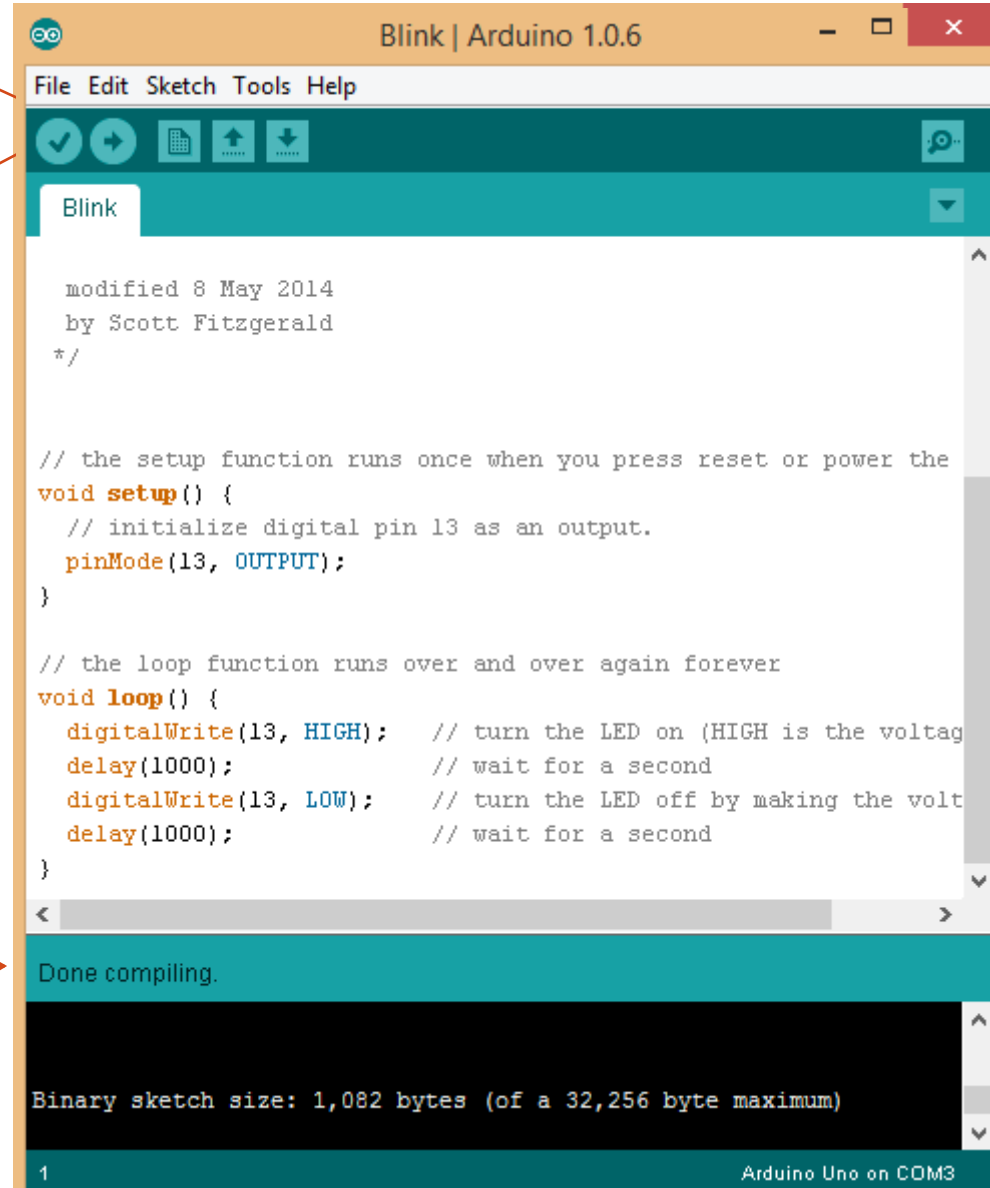 Blink | Arduino 1.0.6
File Edit Sketch Tools Help
Blink
modified 8 May 2014
by Scott Fitzgerald
*/
// the setup function runs once when you press reset or power the
void setup() {
// initialize digital pin 13 as an output.
pinMode(13, OUTPUT);
}
// the loop function runs over and over again forever
void loop() {
digitalWrite(13, HIGH);   // turn the LED on (HIGH is the voltag
delay(1000);              // wait for a second
digitalWrite(13, LOW);    // turn the LED off by making the volt
delay(1000);              // wait for a second
}
Done compiling.
Binary sketch size: 1,082 bytes (of a 32,256 byte maximum)
1 Arduino Uno on COM3